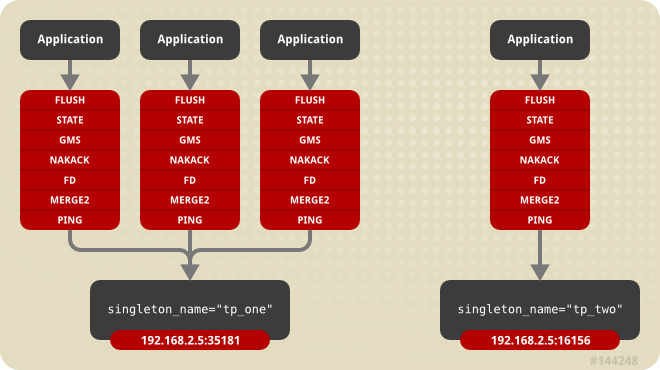 Application
Application
Application
Application
FLUSH
STATE
GMS
NAKACK
FD
MERGE2
PING
FLUSH
STATE
GMS
NAKACK
FD
MERGE2
PING
FLUSH
STATE
GMS
NAKACK
FD
MERGE2
PING
FLUSH
STATE
GMS
NAKACK
FD
MERGE2
PING
singleton_name="tp_one"
192.168.2.5:35181
singleton_name="tp_two"
192.168.2.5:16156
#144248